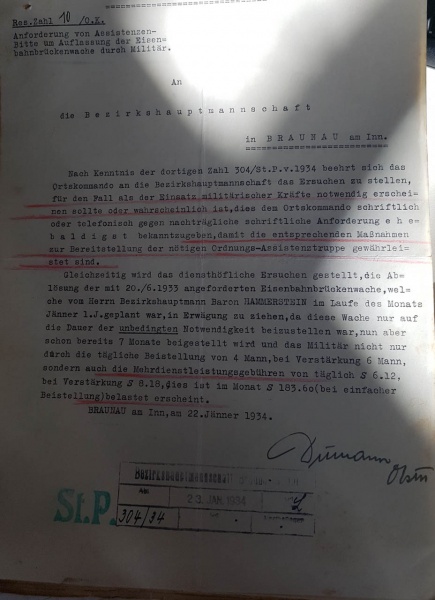 Res.Zahl 10 /O.K.
Anforderung von Assistenzen-
Bitte um Auflassung der Eisen-
bahnbrückenwache durch Militär.
An
die Bezirkshauptmannschaft
in BRAUNAU am Inn.
Nach Kenntnis der dortigen Zahl 304/St.P.v.1934 beehrt sich das
Ortskommando an die Bezirkshauptmannschaft das Ersuchen zu stellen,
für den Fall als der Einsatz militärischer Kräfte notwendig erschei-
nen sollte oder wahrscheinlich ist,dies dem Ortskommando schriftlich
oder telefonisch gegen nachträgliche schriftliche Anforderung ehe-
baldigst bekanntzugeben,damit die entsprechenden Maßnahmen
zur Bereitstellung der nötigen Ordnungs-Assistenztruppe gewährlei-
stet sind.
Gleichzeitig wird das diensthöfliche Ersuchen gestellt,die Ab-
lösung der mit 20./6.1933 angeforderten Eisenbahnbrückenwache,wel-
che vom Herrn Bezirkshauptmann Baron HAMMERSTEIN im Laufe des Monats
Jänner l.J.geplant war,in Erwägung zu ziehen,da diese Wache nur auf
die Dauer der unbedingten Notwendigkeit beizustellen war,nun aber
schon bereits 7 Monate beigestellt wird und das Militär nicht nur
durch die tägliche Beistellung von 4 Mann,bei Verstärkung 6 Mann,
sondern auch die Mehrdienstleistungsgebühren von täglich S 6.12,
bei Verstärkung S 8.18,dies ist im Monat S 183.60(bei einfacher
Beistellung)belastet erscheint.
BRAUNAU am Inn,am 22.Jänner 1934.
Bezirkshauptmannschaft
23.JAN.1934
St.P.
304/34